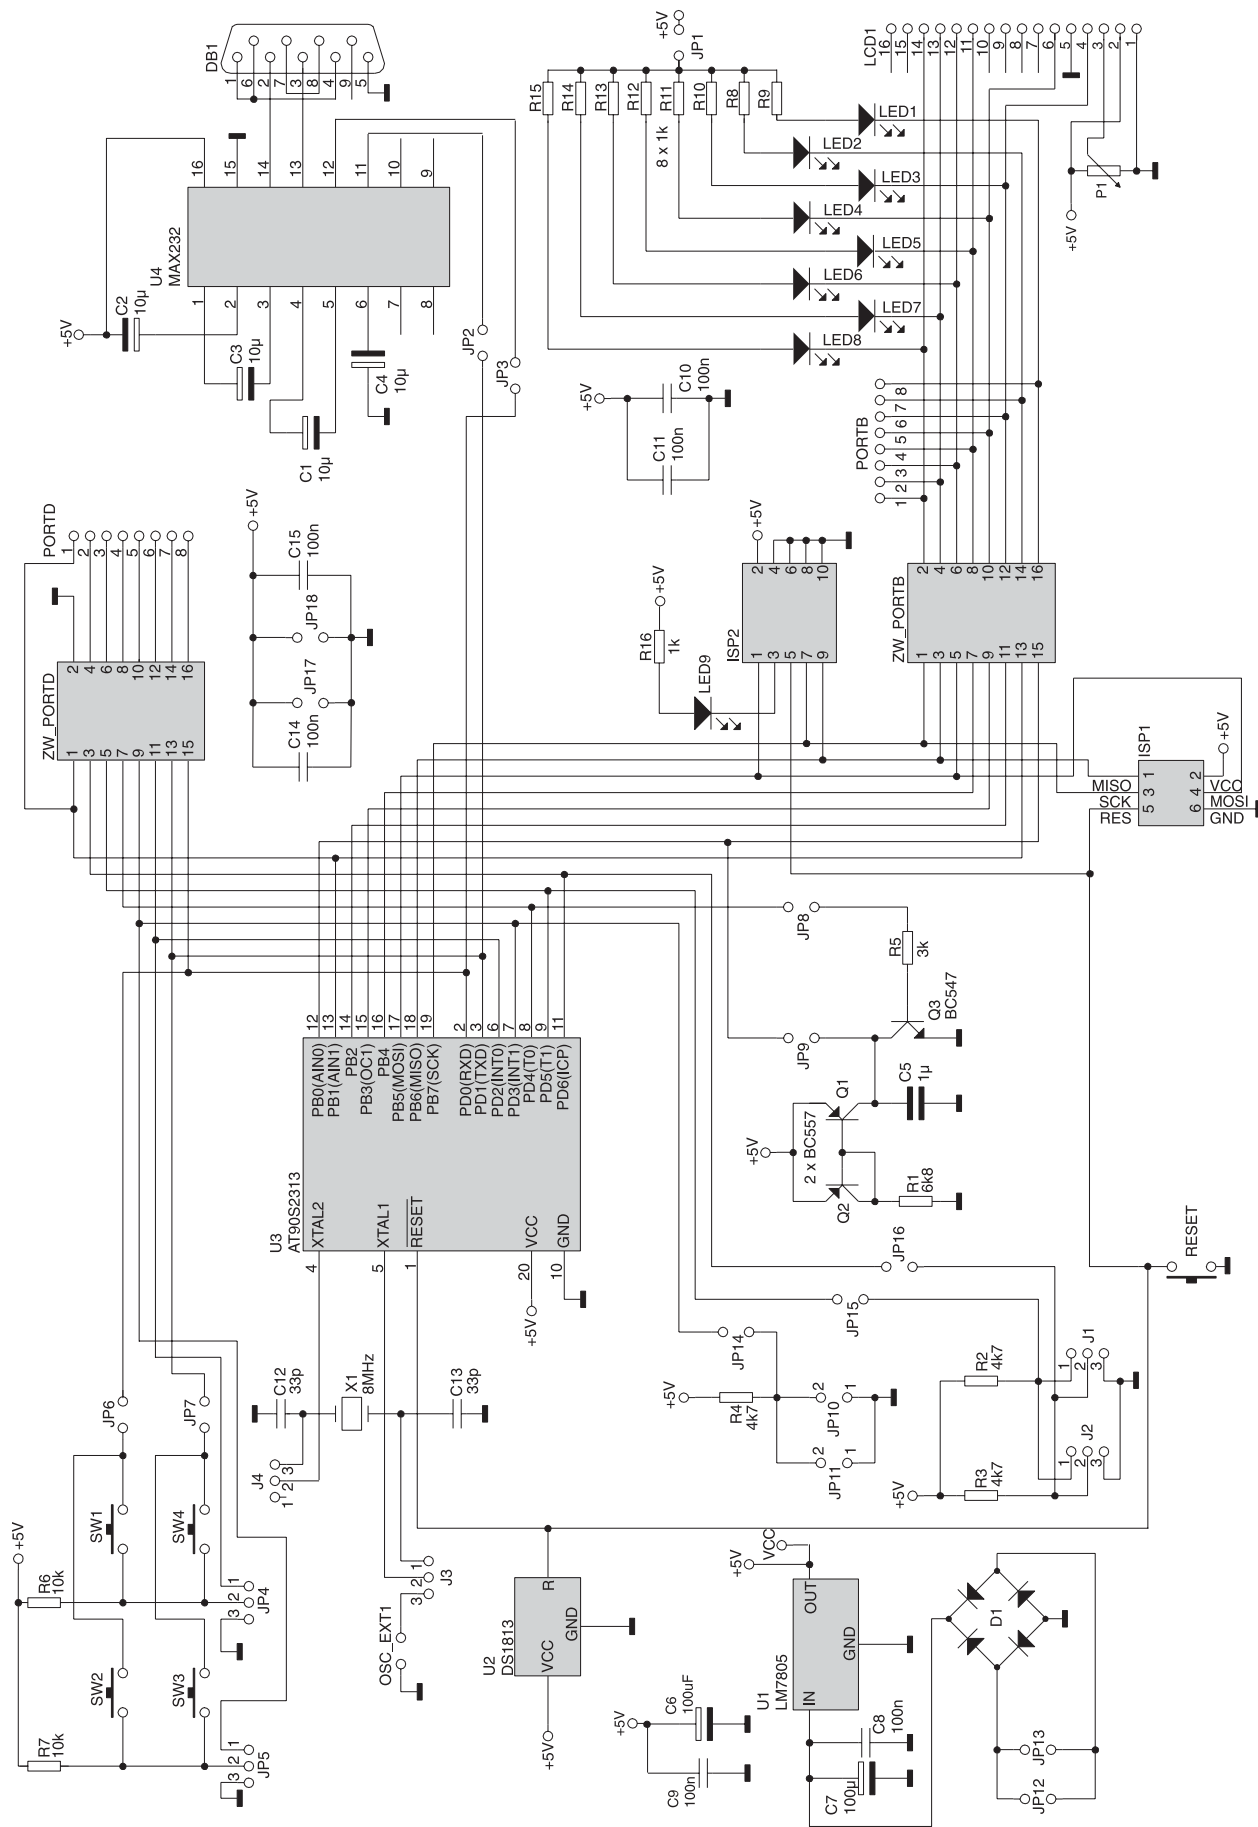 DB1
1
6
2
7
3
8
4
9
5
+5V
C2
10µ
U4
MAX232
16
15
14
13
12
11
10
9
1
2
3
4
5
6
7
8
C3
10µ
C1
10µ
C4
10µ
JP2
JP3
+5V
JP1
R15
R14
R13
R12
R11
R10
R8
R9
8 x 1k
LED1
LED2
LED3
LED4
LED5
LED6
LED7
LED8
LCD1
16
15
14
13
12
11
10
9
8
7
6
5
4
3
2
1
P1
+5V
+5V
C10
100n
C11
100n
PORTB
1
2
3
4
5
6
7
8
PORTD
1
2
3
4
5
6
7
8
ZW_PORTD
2
4
6
8
10
12
14
16
1
3
5
7
9
11
13
15
+5V
C15
100n
JP18
JP17
C14
100n
+5V
R16
1k
LED9
+5V
ISP2
2
4
6
8
10
1
3
5
7
9
ZW_PORTB
2
4
6
8
10
12
14
16
1
3
5
7
9
11
13
15
ISP1
MISO
SCK
RES
1
3
5
2
4
6
VCC
MOSI
GND
+5V
U3
AT90S2313
PB0(AIN0)
PB1(AIN1)
PB2
PB3(OC1)
PB4
PB5(MOSI)
PB6(MISO)
PB7(SCK)
PD0(RXD)
PD1(TXD)
PD2(INT0)
PD3(INT1)
PD4(T0)
PD5(T1)
PD6(ICP)
12
13
14
15
16
17
18
19
2
3
6
7
8
9
11
XTAL2
XTAL1
RESET
VCC
GND
4
5
1
20
10
+5V
JP8
R5
3k
Q3
BC547
JP9
C5
1µ
Q1
2 x BC557
+5V
Q2
R1
6k8
JP16
JP15
JP14
+5V
R4
4k7
JP10
2
1
JP11
2
1
R2
4k7
R3
4k7
+5V
J1
1
2
3
J2
1
2
3
RESET
C12
33p
X1
8MHz
C13
33p
J4
3
2
1
J3
1
2
3
OSC_EXT1
JP6
JP7
SW1
SW4
SW2
SW3
+5V
R6
10k
R7
10k
JP4
1
2
3
JP5
1
2
3
U2
DS1813
R
GND
VCC
+5V
U1
LM7805
IN
OUT
GND
+5V
VCC
+5V
C6
100uF
C9
100n
C7
100µ
C8
100n
D1
JP13
JP12